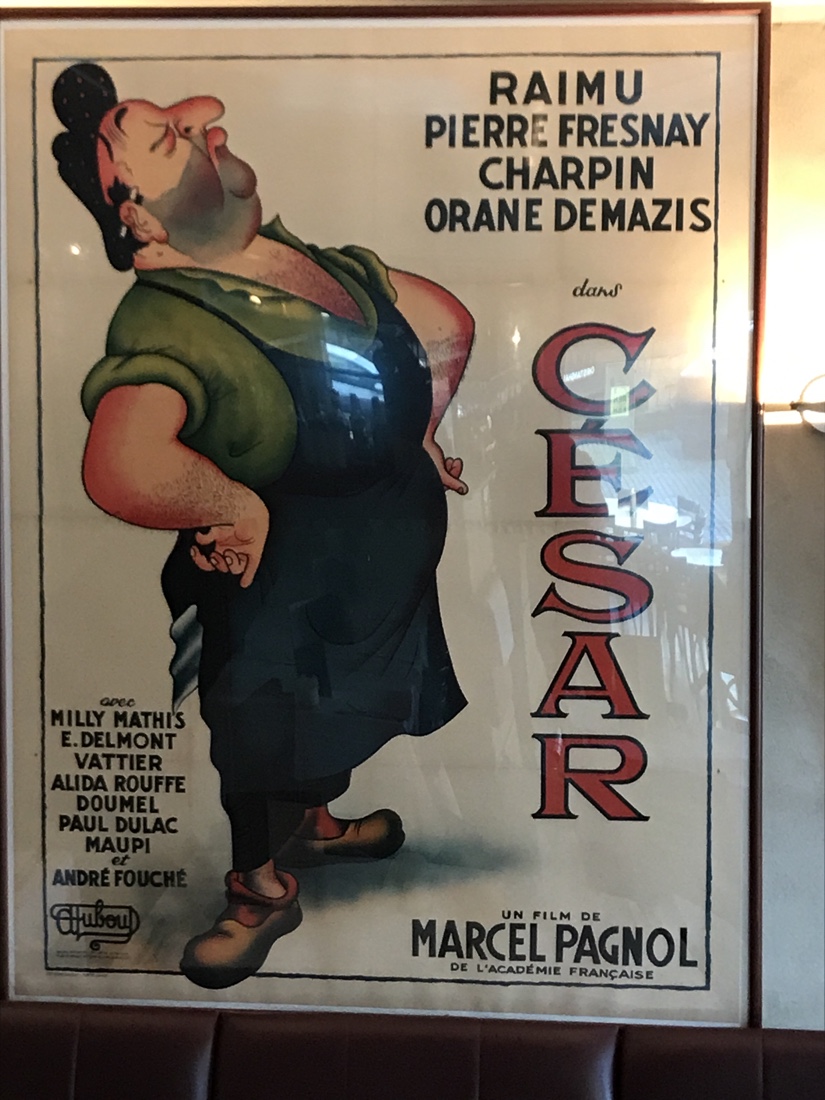 RAIMU
PIERRE FRESNAY
CHARPIN
ORANE DEMAZIS
dans
CÉSAR
avec
MILLY MATHIS
E. DELMONT
VATTIER
ALIDA ROUFFE
DOUMEL
PAUL DULAC
MAUPI
et
ANDRÉ FOUCHÉ
ADubout
UN FILM DE
MARCEL PAGNOL
DE L'ACADÉMIE FRANÇAISE